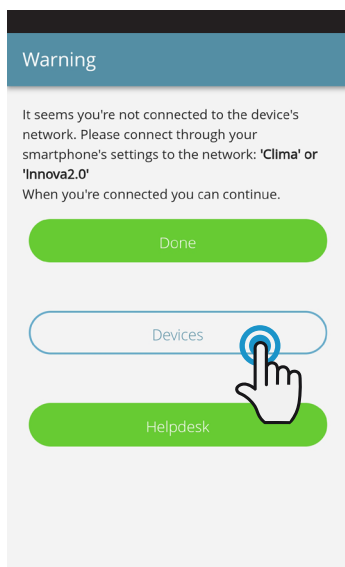 Warning
It seems you're not connected to the device's
network. Please connect through your
smartphone's settings to the network: 'Clima' or
'Innova2.0'
When you're connected you can continue.
Done
Devices
Helpdesk